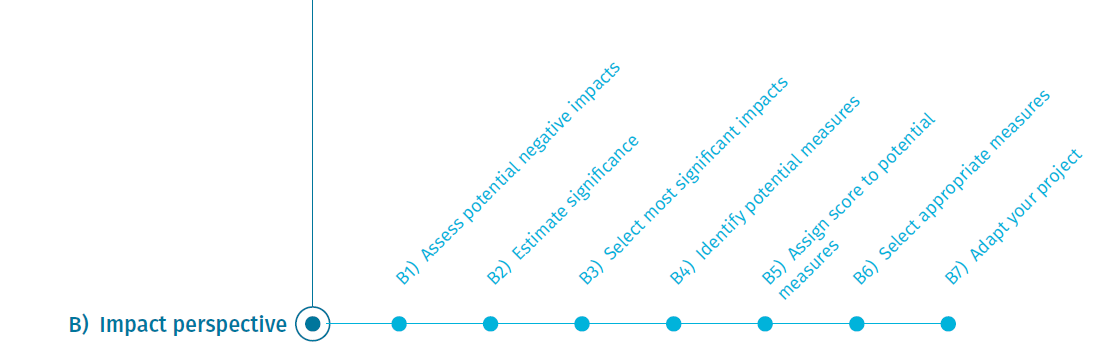 B1) Assess potential negative impacts
B2) Estimate significance
B3) Select most significant impacts
B4) Identify potential measures
B5) Assign score to potential
measures
B6) Select appropriate measures
B7) Adapt your project
B) Impact perspective